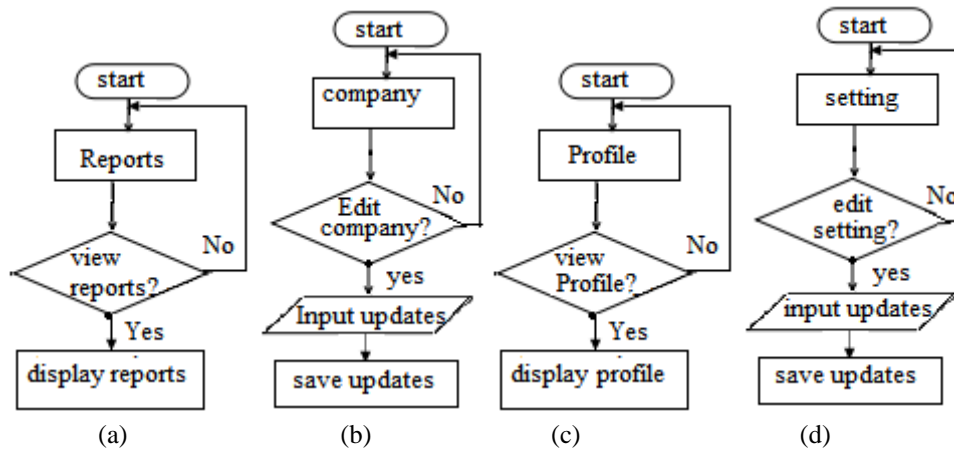 start
Reports
view
reports?
No
Yes
display reports
(a)
start
company
Edit
company?
No
yes
Input updates
save updates
(b)
start
Profile
view
Profile?
No
Yes
display profile
(c)
start
setting
edit
setting?
No
yes
input updates
save updates
(d)